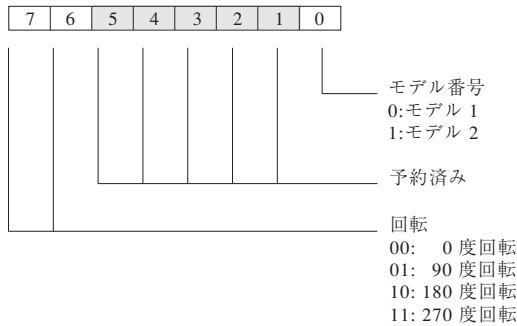 7 6 5 4 3 2 1 0
モデル番号
0:モデル 1
1:モデル 2
予約済み
回転
00: 0 度回転
01: 90 度回転
10: 180 度回転
11: 270 度回転